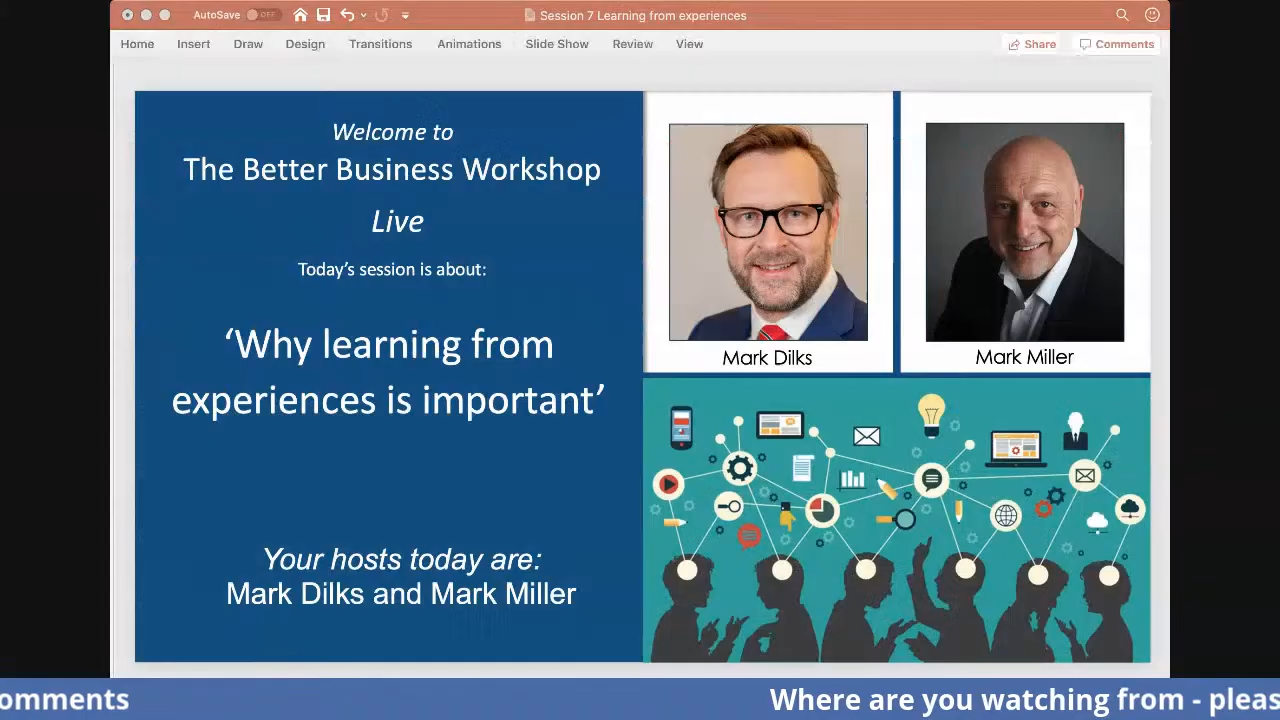 AutoSave OFF
Session 7 Learning from experiences
Home Insert Draw Design Transitions Animations Slide Show Review View Share Comments
Welcome to
The Better Business Workshop
Live
Today's session is about:
‘Why learning from
experiences is important’
Your hosts today are:
Mark Dilks and Mark Miller
Mark Dilks
Mark Miller
omments Where are you watching from - pleas